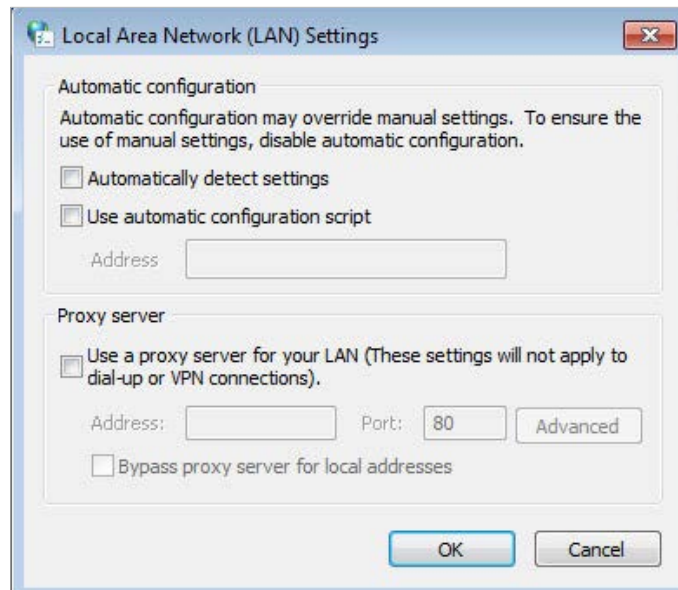 Local Area Network (LAN) Settings
Automatic configuration
Automatic configuration may override manual settings. To ensure the
use of manual settings, disable automatic configuration.
Automatically detect settings
Use automatic configuration script
Address
Proxy server
Use a proxy server for your LAN (These settings will not apply to
dial-up or VPN connections).
Address: Port: 80 Advanced
Bypass proxy server for local addresses
OK Cancel